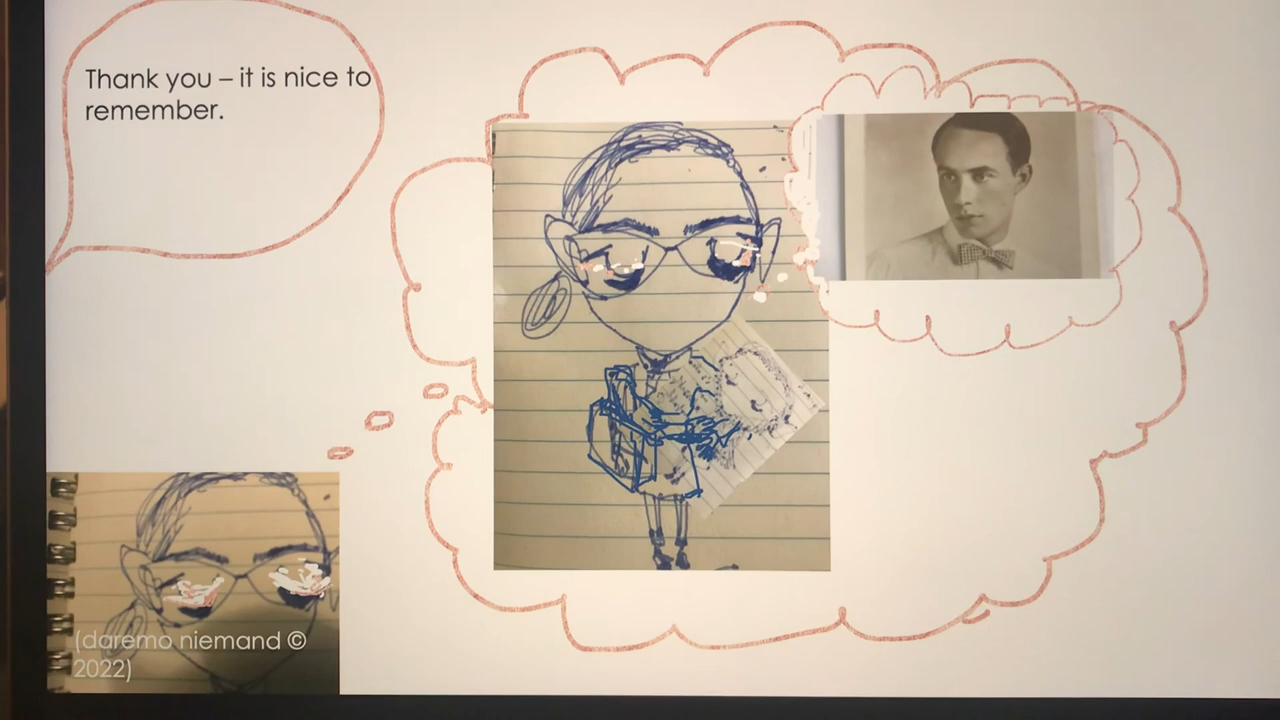 Thank you – it is nice to
remember.
(daremo niemand ©
2022)